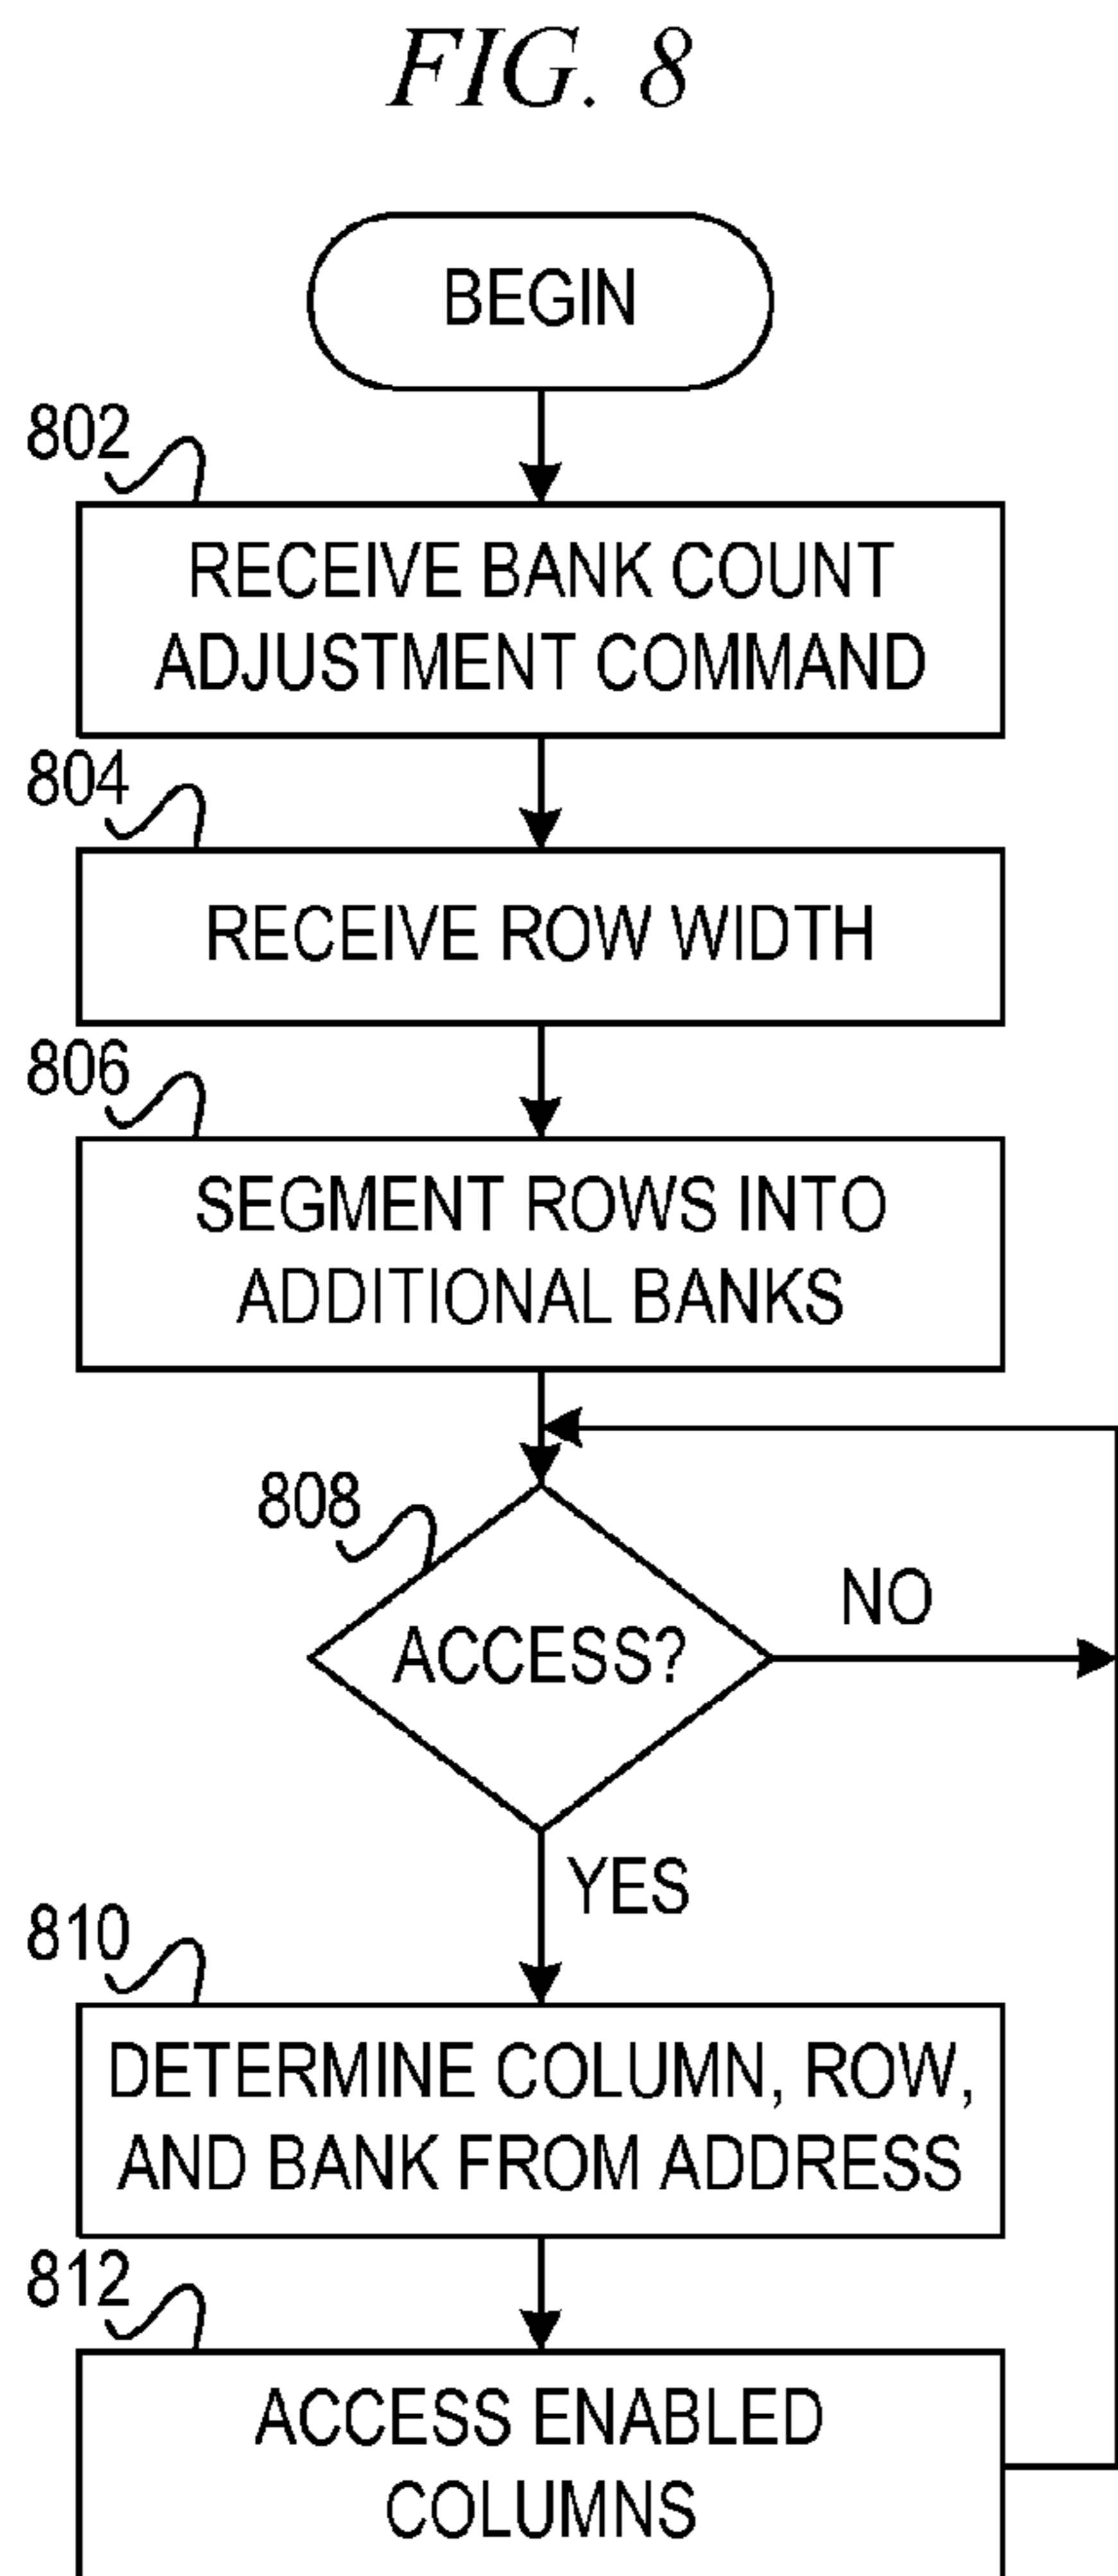 FIG. 8
BEGIN
802
RECEIVE BANK COUNT
ADJUSTMENT COMMAND
804
RECEIVE ROW WIDTH
806
SEGMENT ROWS INTO
ADDITIONAL BANKS
808
ACCESS?
NO
YES
810
DETERMINE COLUMN, ROW,
AND BANK FROM ADDRESS
812
ACCESS ENABLED
COLUMNS